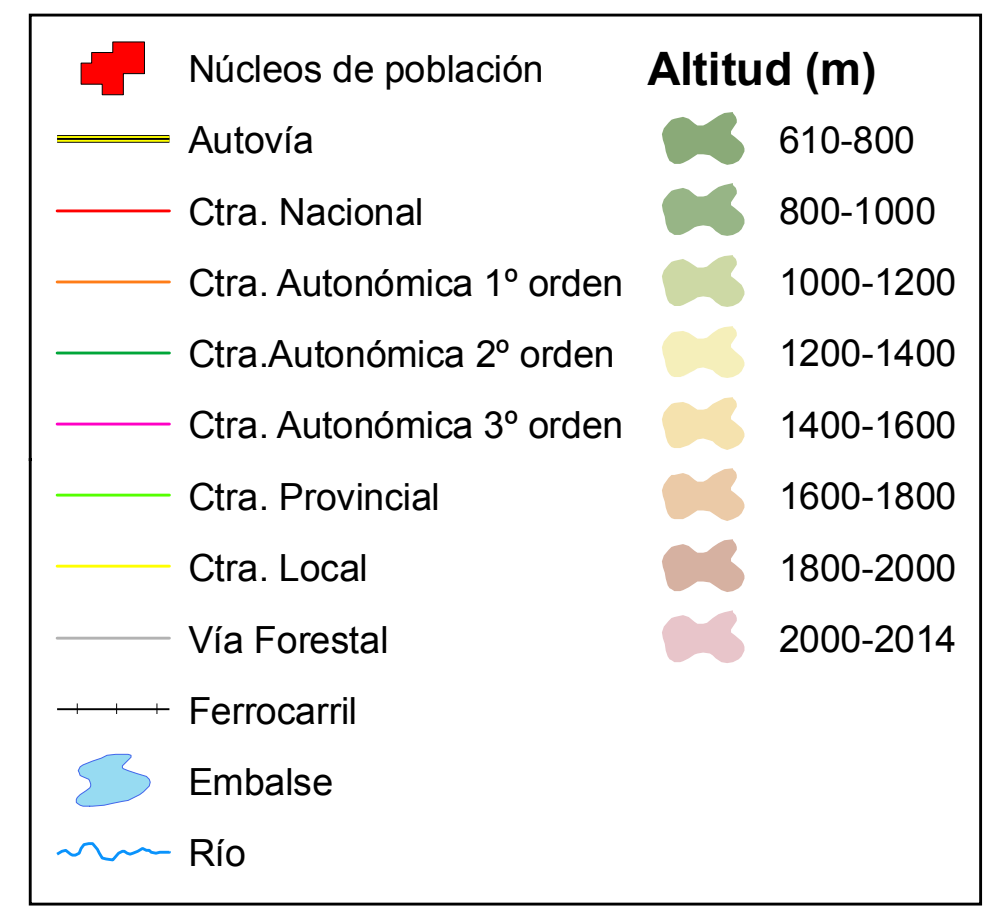 Núcleos de población
Autovía
Ctra. Nacional
Ctra. Autonómica 1º orden
Ctra.Autonómica 2º orden
Ctra. Autonómica 3º orden
Ctra. Provincial
Ctra. Local
Vía Forestal
Ferrocarril
Embalse
Río
Altitud (m)
610-800
800-1000
1000-1200
1200-1400
1400-1600
1600-1800
1800-2000
2000-2014